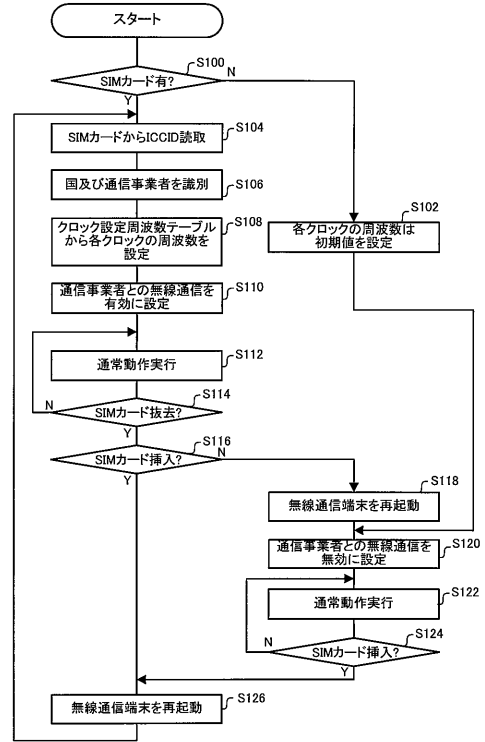 スタート
S100
SIMカード有?
N
Y
S104
SIMカードからICCID読取
S106
国及び通信事業者を識別
S108
クロック設定周波数テーブル
から各クロックの周波数を
設定
S102
各クロックの周波数は
初期値を設定
S110
通信事業者との無線通信を
有効に設定
S112
通常動作実行
S114
N
SIMカード抜去?
Y
S116
SIMカード挿入?
N
Y
S118
無線通信端末を再起動
S120
通信事業者との無線通信を
無効に設定
S122
通常動作実行
S124
N
SIMカード挿入?
Y
S126
無線通信端末を再起動